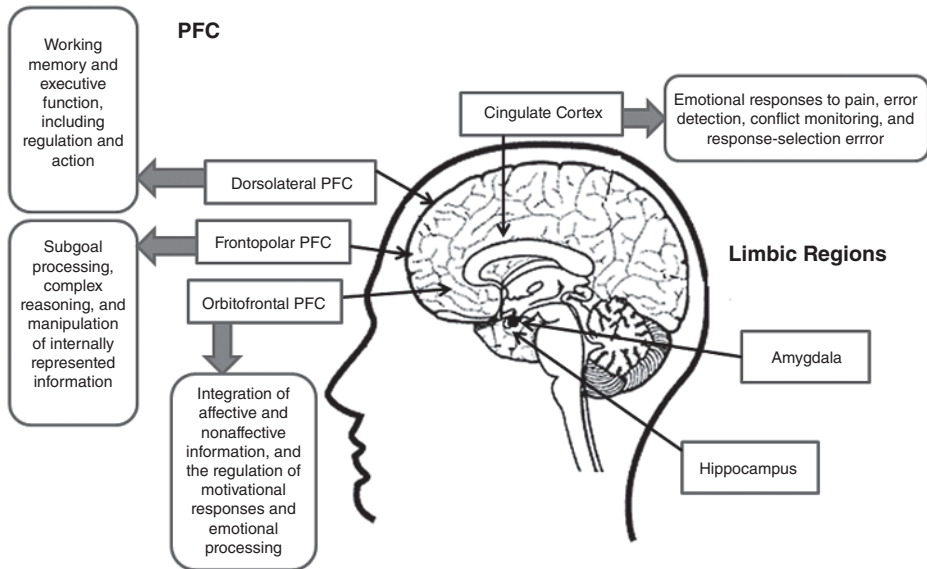 PFC
Working
memory and
executive
function,
including
regulation and
action
Dorsolateral PFC
Cingulate Cortex
Emotional responses to pain, error
detection, conflict monitoring, and
response-selection errror
Subgoal
processing,
complex
reasoning, and
manipulation
of internally
represented
information
Frontopolar PFC
Orbitofrontal PFC
Integration of
affective and
nonaffective
information, and
the regulation of
motivational
responses and
emotional
processing
Limbic Regions
Amygdala
Hippocampus